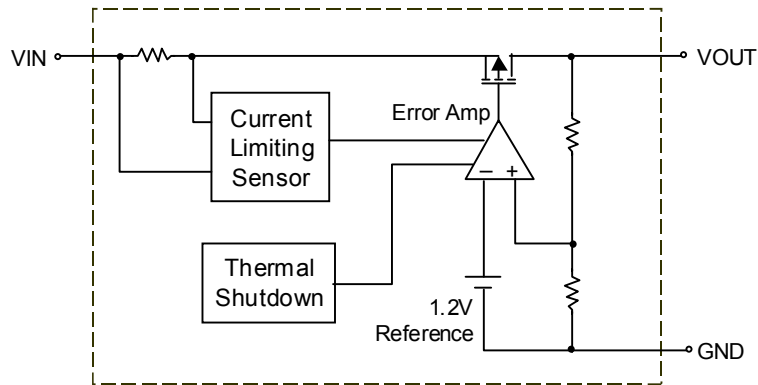 VIN
VOUT
Error Amp
Current
Limiting
Sensor
− +
Thermal
Shutdown
1.2V
Reference
GND